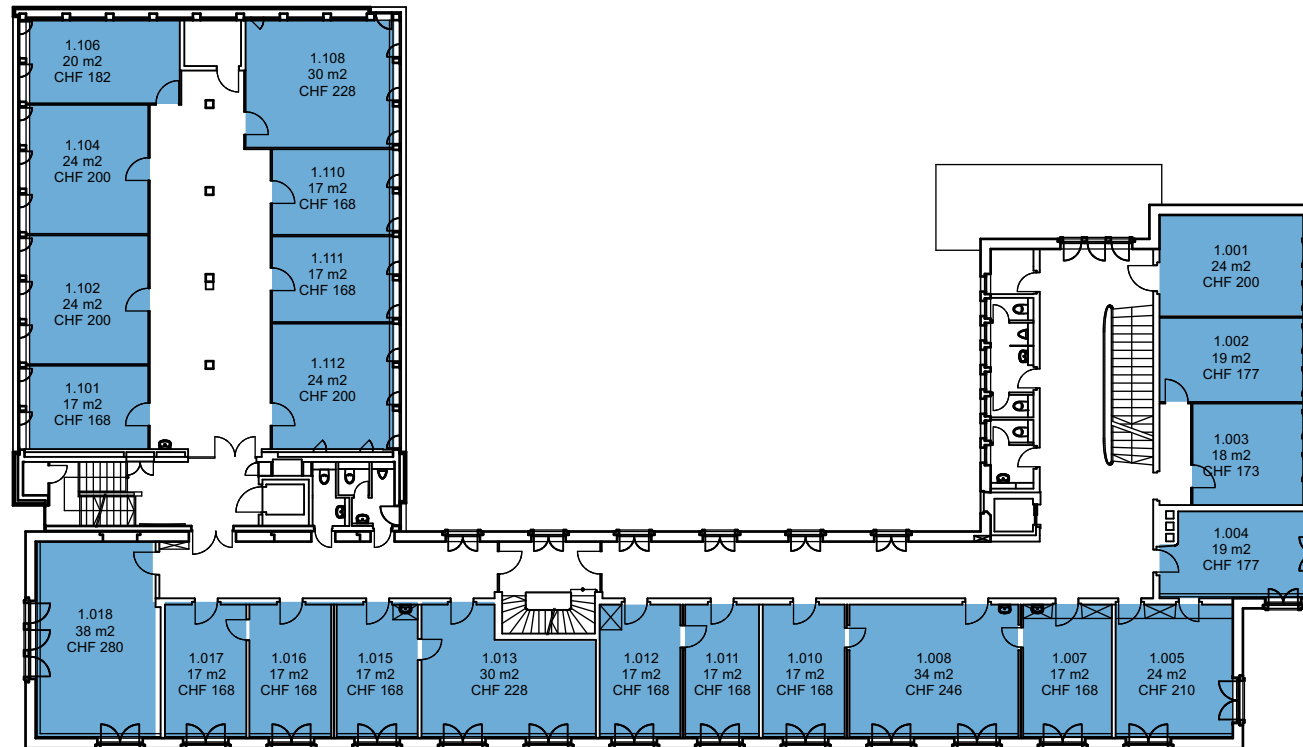 1.106
20 m2
CHF 182
1.108
30 m2
CHF 228
1.104
24 m2
CHF 200
1.110
17 m2
CHF 168
1.102
24 m2
CHF 200
1.111
17 m2
CHF 168
1.101
17 m2
CHF 168
1.112
24 m2
CHF 200
1.001
24 m2
CHF 200
1.002
19 m2
CHF 177
1.003
18 m2
CHF 173
1.004
19 m2
CHF 177
1.018
38 m2
CHF 280
1.017
17 m2
CHF 168
1.016
17 m2
CHF 168
1.015
17 m2
CHF 168
1.013
30 m2
CHF 228
1.012
17 m2
CHF 168
1.011
17 m2
CHF 168
1.010
17 m2
CHF 168
1.008
34 m2
CHF 246
1.007
17 m2
CHF 168
1.005
24 m2
CHF 210